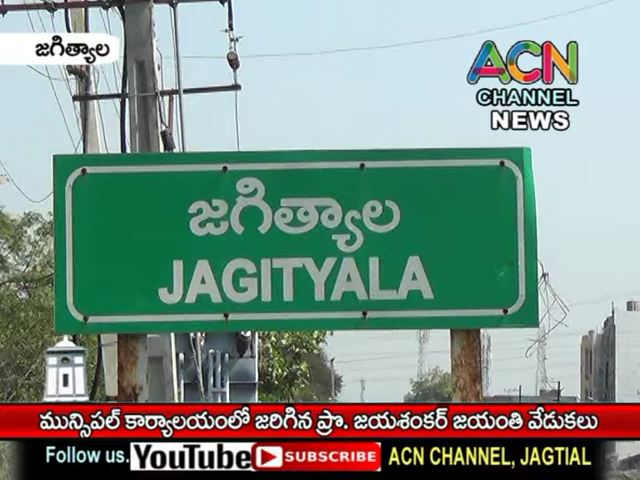 జగిత్యాల
ACN
CHANNEL
NEWS
జగిత్యాల
JAGITYALA
మున్సిపల్ కార్యాలయంలో జరిగిన ప్రొ. జయశంకర్ జయంతి వేడుకలు
Follow us. YouTube SUBSCRIBE ACN CHANNEL, JAGTIAL